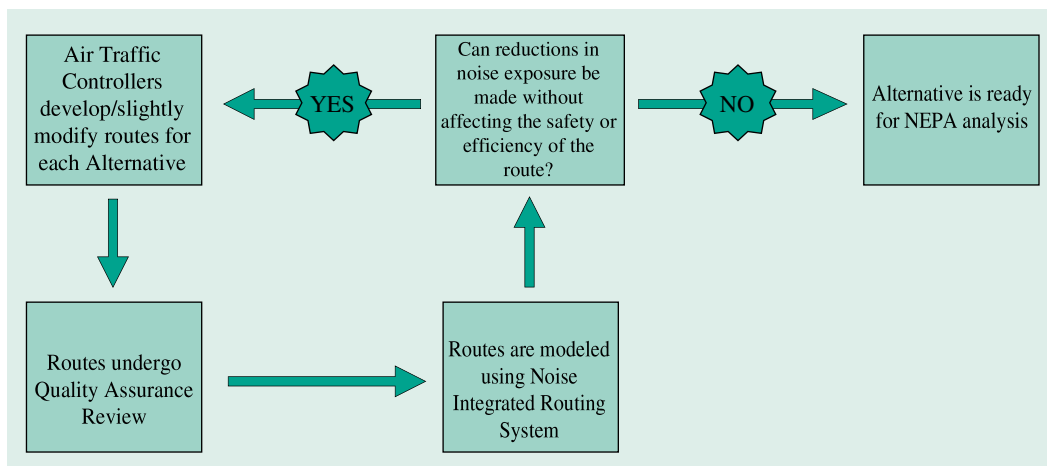 Air Traffic
Controllers
develop/slightly
modify routes for
each Alternative
YES
Can reductions in
noise exposure be
made without
affecting the safety or
efficiency of the
route?
NO
Alternative is ready
for NEPA analysis
Routes undergo
Quality Assurance
Review
Routes are modeled
using Noise
Integrated Routing
System